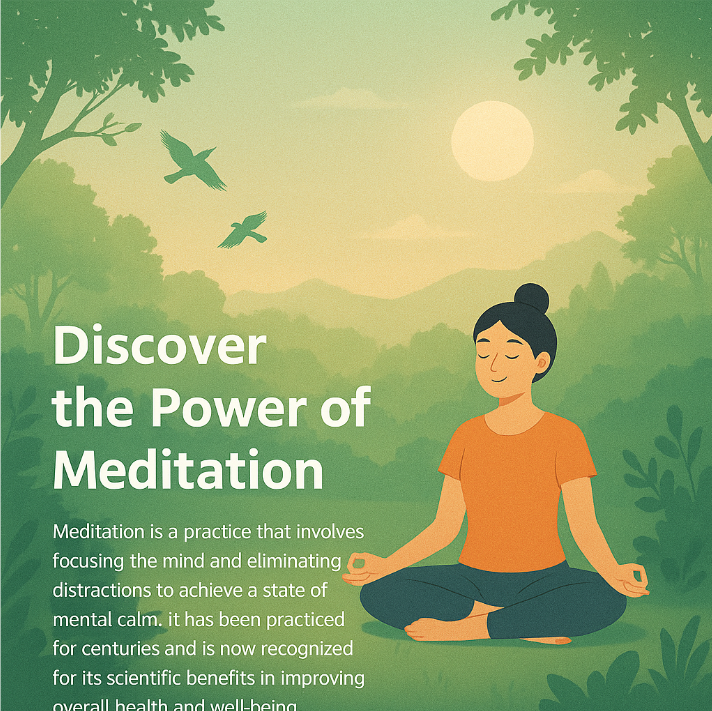 Discover
the Power of
Meditation
Meditation is a practice that involves
focusing the mind and eliminating
distractions to achieve a state of
mental calm. it has been practiced
for centuries and is now recognized
for its scientific benefits in improving
overall health and well-being